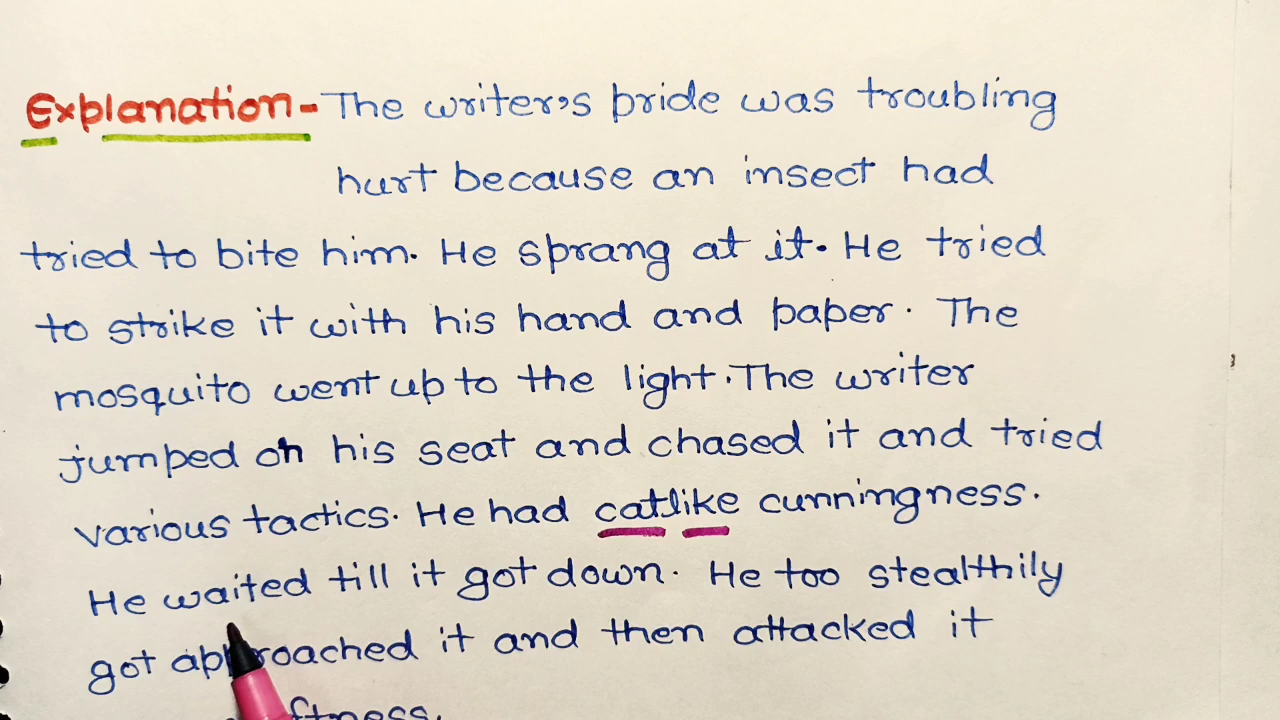 Explanation- The writer's pride was troubling
hurt because an insect had
tried to bite him. He sprang at it. He tried
to strike it with his hand and paper. The
mosquito went up to the light. The writer
jumped on his seat and chased it and tried
various tactics. He had catlike cunningness.
He waited till it got down. He too stealthily
got approached it and then attacked it